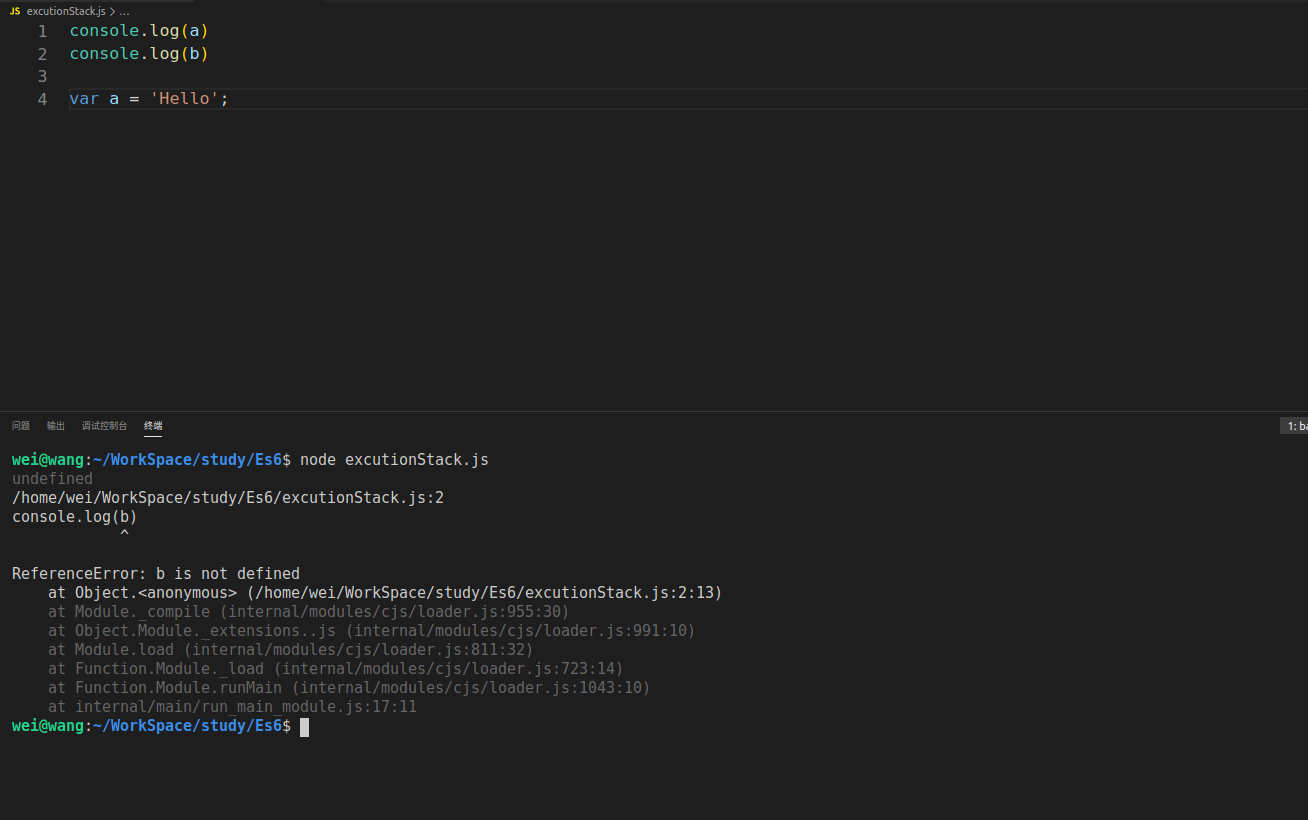 JS excutionStack.js > ...
1 console.log(a)
2 console.log(b)
3
4 var a = 'Hello';
问题 输出 调试控制台 终端 1: ba
wei@wang:~/WorkSpace/study/Es6$ node excutionStack.js
undefined
/home/wei/WorkSpace/study/Es6/excutionStack.js:2
console.log(b)
^
ReferenceError: b is not defined
at Object.<anonymous> (/home/wei/WorkSpace/study/Es6/excutionStack.js:2:13)
at Module._compile (internal/modules/cjs/loader.js:955:30)
at Object.Module._extensions..js (internal/modules/cjs/loader.js:991:10)
at Module.load (internal/modules/cjs/loader.js:811:32)
at Function.Module._load (internal/modules/cjs/loader.js:723:14)
at Function.Module.runMain (internal/modules/cjs/loader.js:1043:10)
at internal/main/run_main_module.js:17:11
wei@wang:~/WorkSpace/study/Es6$